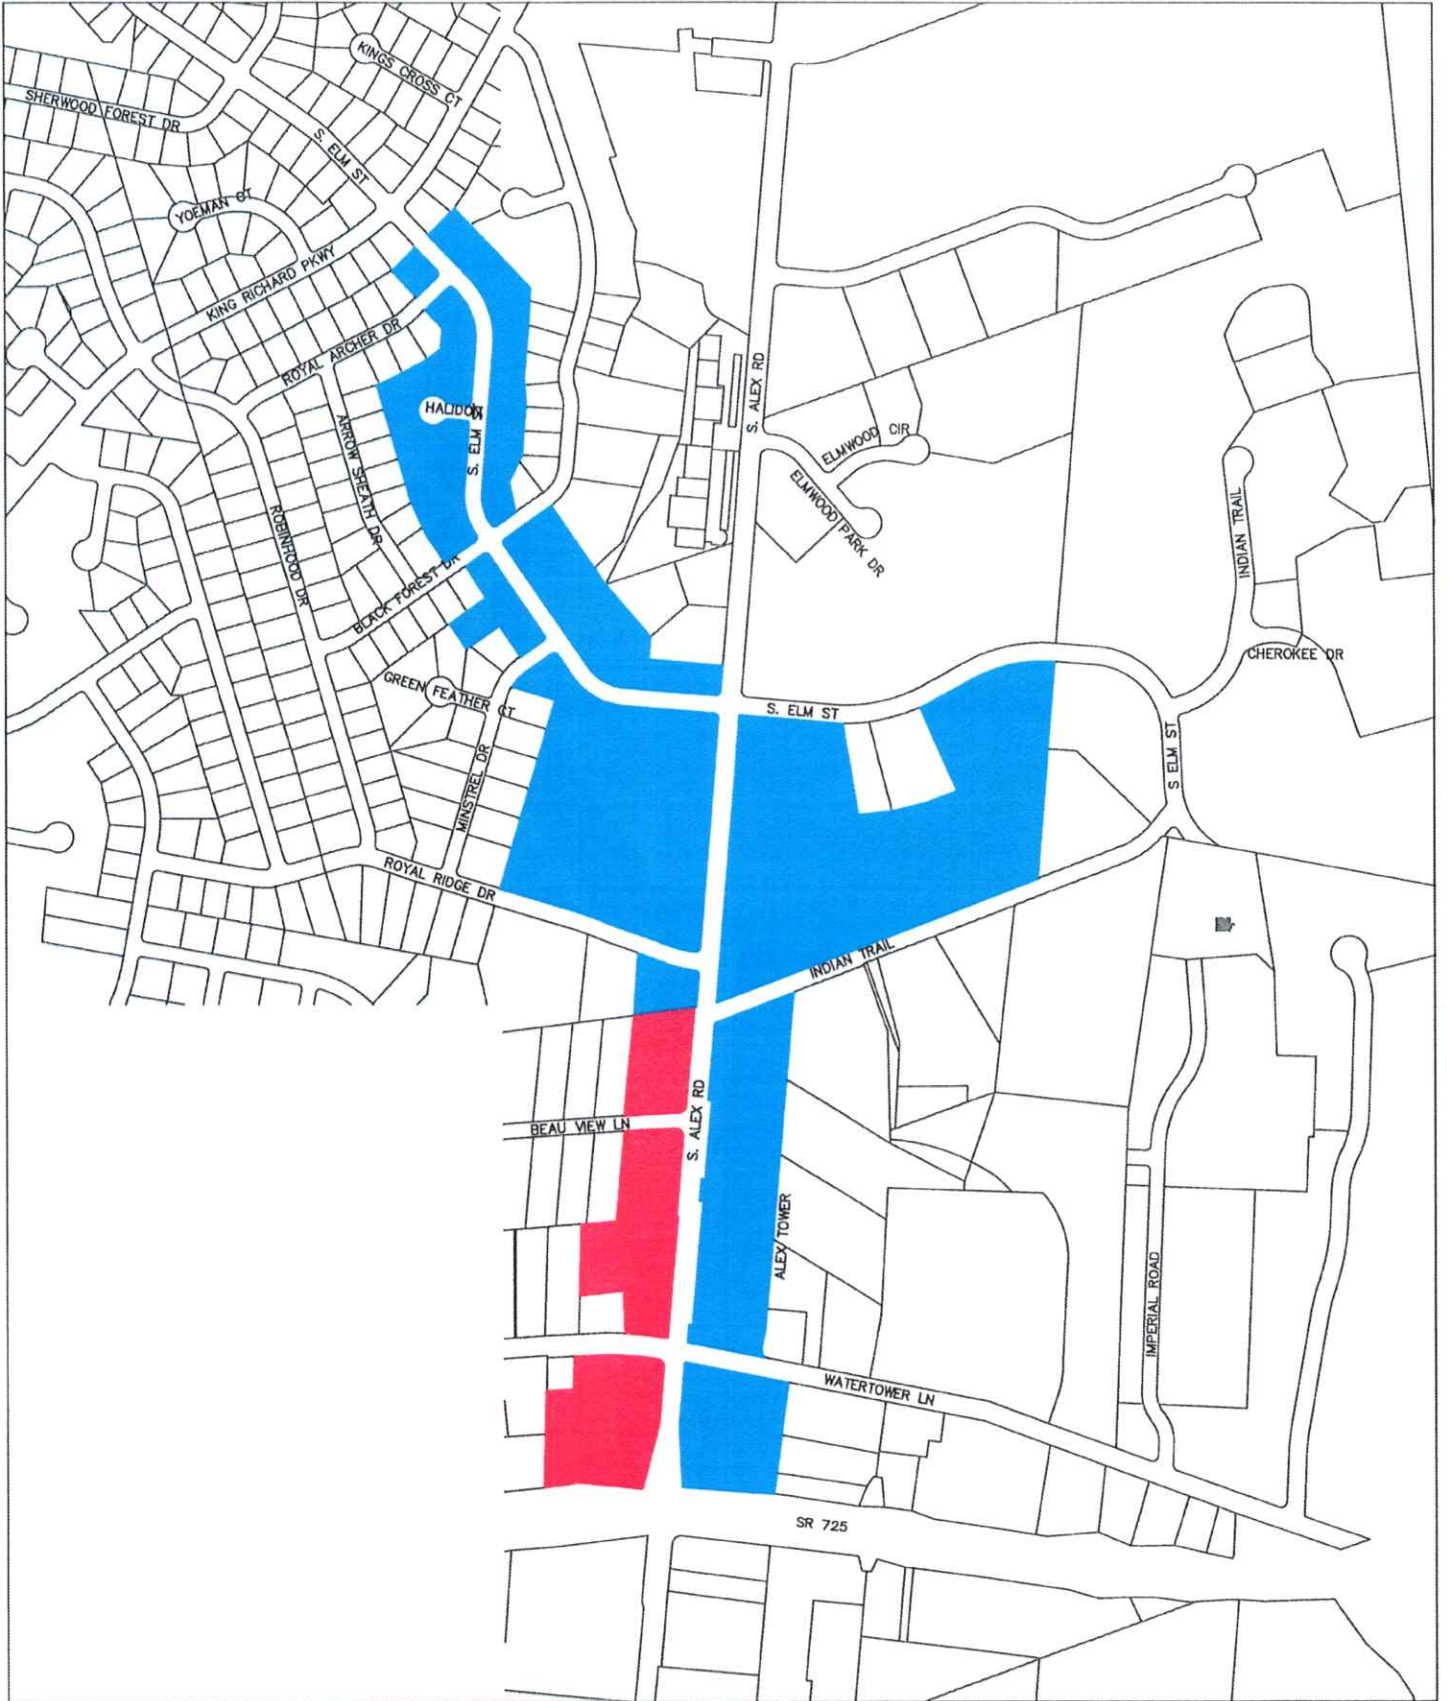 KINGS CROSS CT
SHERWOOD FOREST DR
S. ELM ST
YOEMAN CT
KING RICHARD PKWY
ROYAL ARCHER DR
S. ALEX RD
HALIDON
S. ELM ST
ARROW SHEATH DR
ELMWOOD CIR
ELMWOOD PARK DR
ROBINHOOD DR
INDIAN TRAIL
BLACK FOREST DR
CHEROKEE DR
GREEN FEATHER CT
S. ELM ST
S ELM ST
MINSTREL DR
ROYAL RIDGE DR
INDIAN TRAIL
S. ALEX RD
BEAU VIEW LN
ALEX TOWER
IMPERIAL ROAD
WATERTOWER LN
SR 725